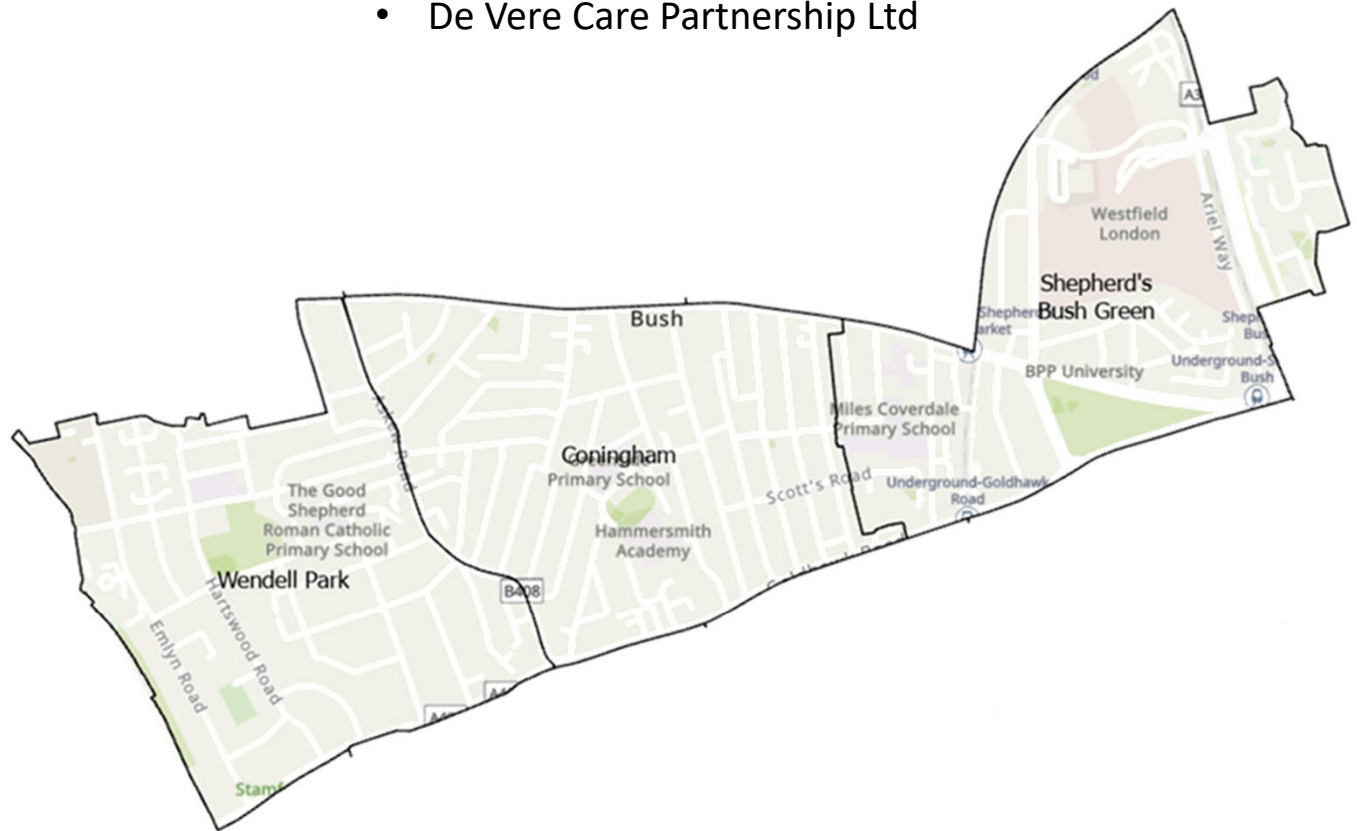 • De Vere Care Partnership Ltd
A3
Westfield
London
Ariel Way
Shepherd's
Bush Green
Bush
BPP University
Underground-S
Bush
Miles Coverdale
Primary School
Coningham
Primary School
Scott's Road
Underground-Goldhawk
Road
The Good
Shepherd
Roman Catholic
Primary School
Hammersmith
Academy
Wendell Park
B408
Hartswood Road
Emlyn Road
Stamf